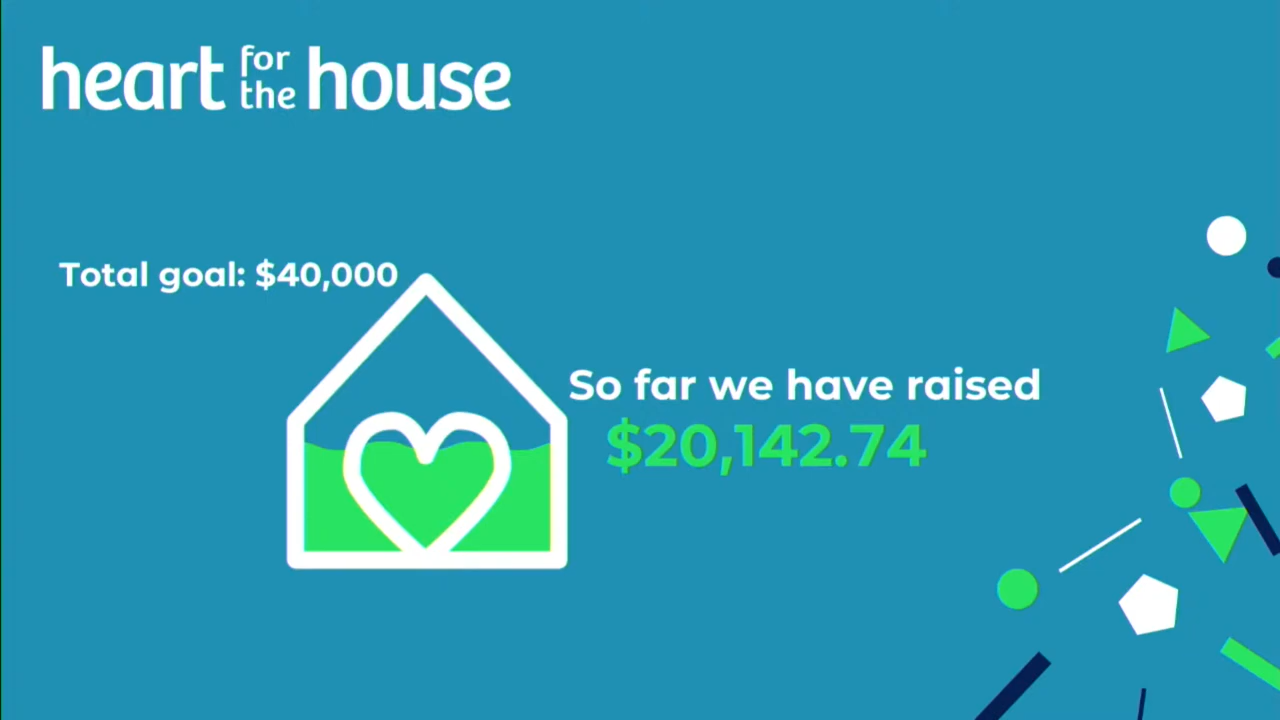 heart for the house
Total goal: $40,000
So far we have raised
$20,142.74